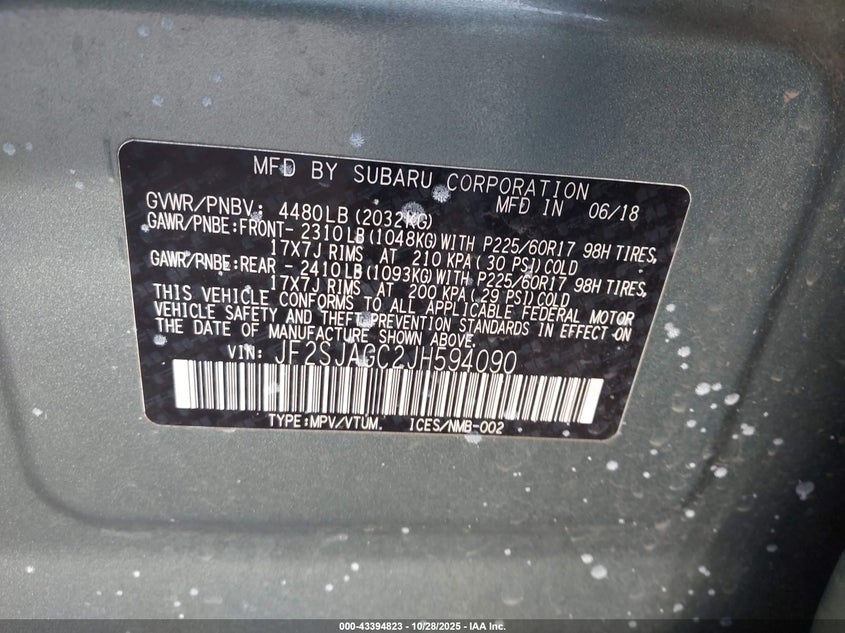 MFD BY SUBARU CORPORATION
MFD IN 06/18
GVWR/PNBV: 4480LB(2032KG)
GAWR/PNBE:FRONT- 2310LB(1048KG)WITH P225/60R17 98H TIRES,
17X7J RIMS AT 210 KPA( 30 PSI)COLD
GAWR/PNBE:REAR - 2410LB(1093KG)WITH P225/60R17 98H TIRES,
17X7J RIMS AT 200 KPA( 29 PSI)COLD
THIS VEHICLE CONFORMS TO ALL APPLICABLE FEDERAL MOTOR
VEHICLE SAFETY AND THEFT PREVENTION STANDARDS IN EFFECT ON
THE DATE OF MANUFACTURE SHOWN ABOVE.
VIN: JF2SJAGC2JH594090
TYPE:MPV/VTUM. ICES/NMB-002
000-43394823 - 10/28/2025 - IAA Inc.